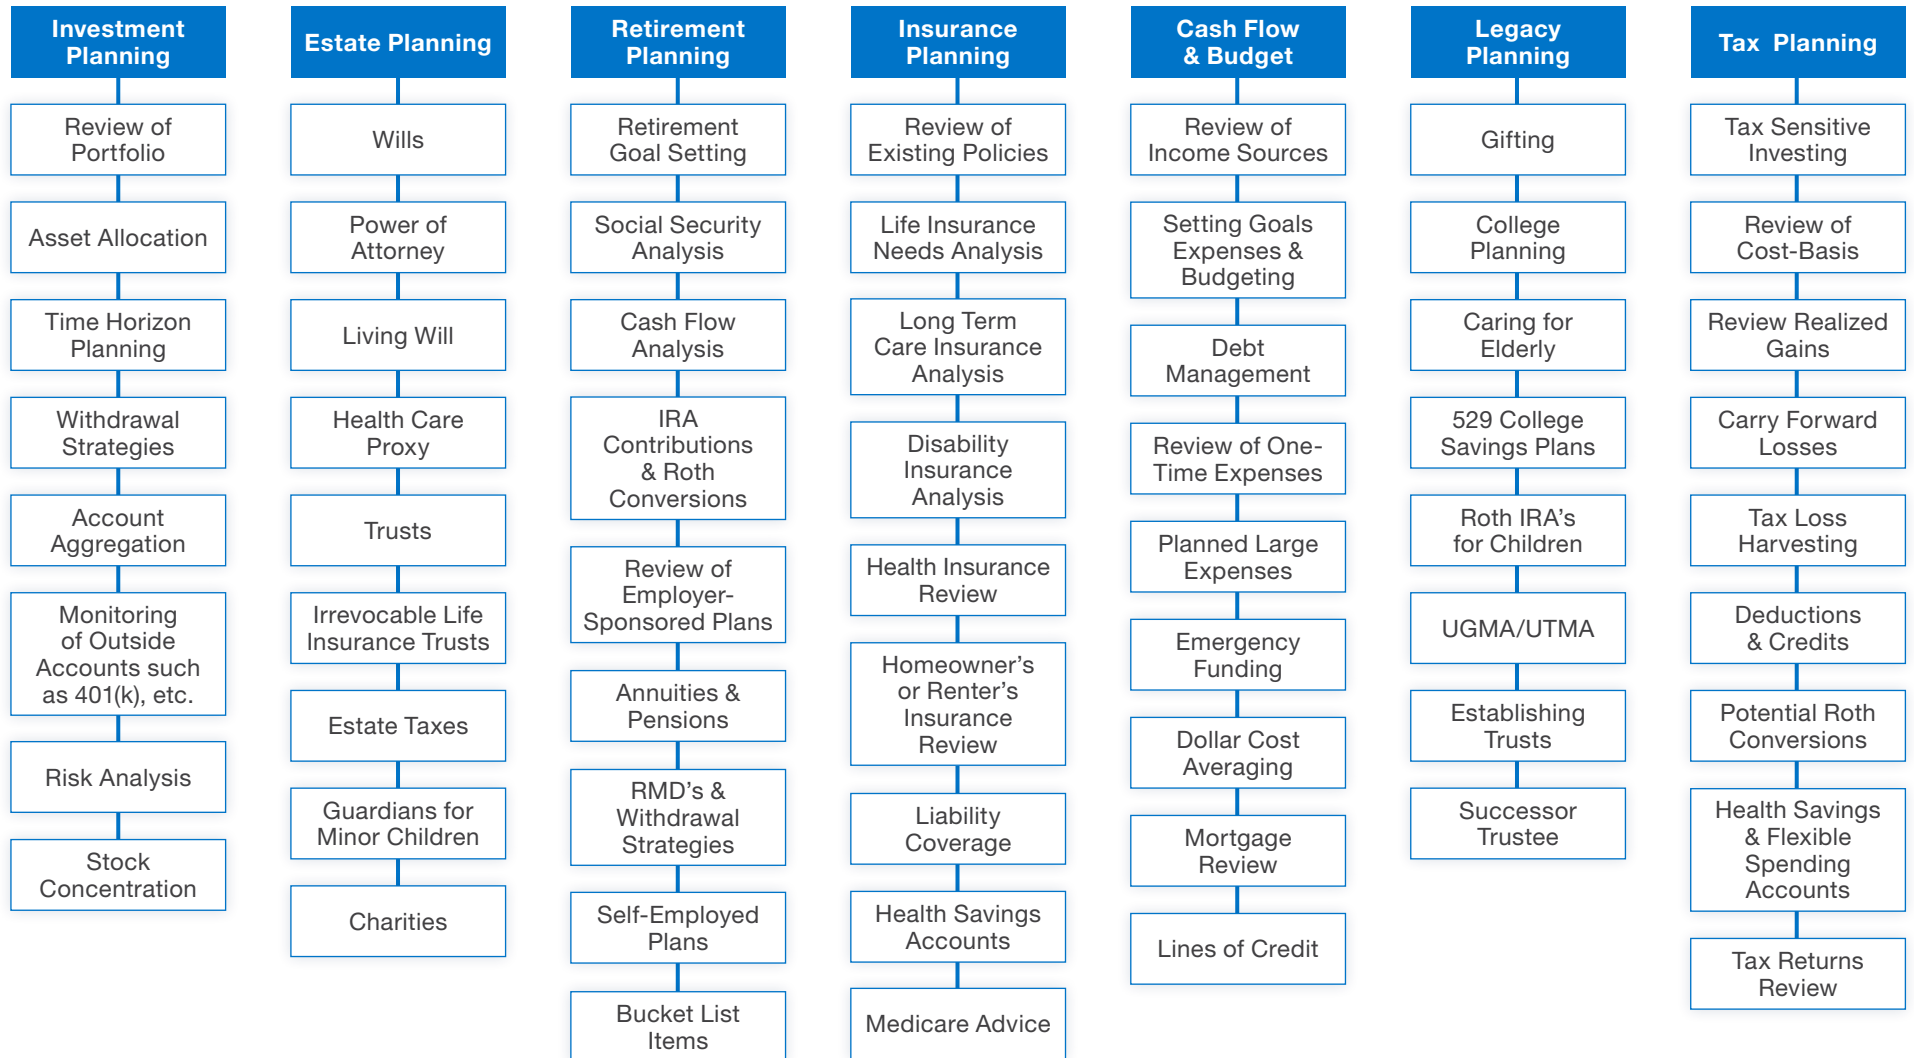 Investment
Planning
Review of
Portfolio
Asset Allocation
Time Horizon
Planning
Withdrawal
Strategies
Account
Aggregation
Monitoring
of Outside
Accounts such
as 401(k), etc.
Risk Analysis
Stock
Concentration
Estate Planning
Wills
Power of
Attorney
Living Will
Health Care
Proxy
Trusts
Irrevocable Life
Insurance Trusts
Estate Taxes
Guardians for
Minor Children
Charities
Retirement
Planning
Retirement
Goal Setting
Social Security
Analysis
Cash Flow
Analysis
IRA
Contributions
& Roth
Conversions
Review of
Employer-
Sponsored Plans
Annuities &
Pensions
RMD's &
Withdrawal
Strategies
Self-Employed
Plans
Bucket List
Items
Insurance
Planning
Review of
Existing Policies
Life Insurance
Needs Analysis
Long Term
Care Insurance
Analysis
Disability
Insurance
Analysis
Health Insurance
Review
Homeowner's
or Renter's
Insurance
Review
Liability
Coverage
Health Savings
Accounts
Medicare Advice
Cash Flow
& Budget
Review of
Income Sources
Setting Goals
Expenses &
Budgeting
Debt
Management
Review of One-
Time Expenses
Planned Large
Expenses
Emergency
Funding
Dollar Cost
Averaging
Mortgage
Review
Lines of Credit
Legacy
Planning
Gifting
College
Planning
Caring for
Elderly
529 College
Savings Plans
Roth IRA's
for Children
UGMA/UTMA
Establishing
Trusts
Successor
Trustee
Tax Planning
Tax Sensitive
Investing
Review of
Cost-Basis
Review Realized
Gains
Carry Forward
Losses
Tax Loss
Harvesting
Deductions
& Credits
Potential Roth
Conversions
Health Savings
& Flexible
Spending
Accounts
Tax Returns
Review